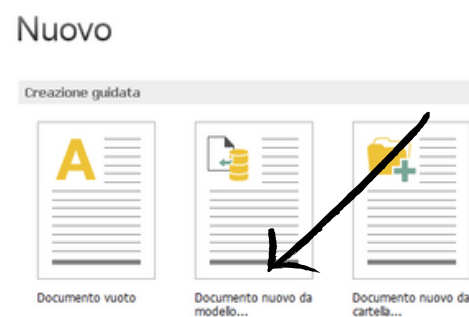 Nuovo
Creazione guidata
A
Documento vuoto
Documento nuovo da
modello...
Documento nuovo da
cartella...